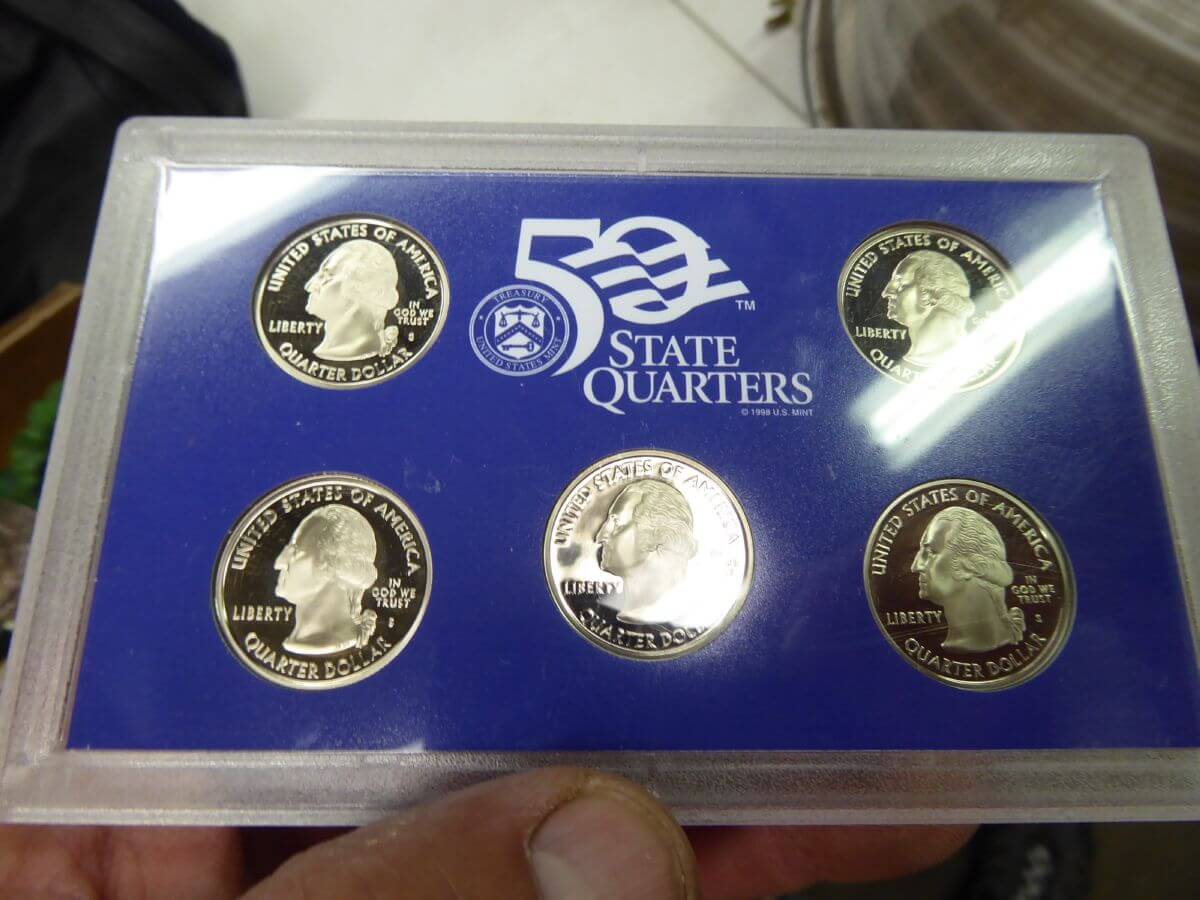 UNITED STATES OF AMERICA
LIBERTY
IN
GOD WE
TRUST
S
QUARTER DOLLAR
50
TM
TREASURY
UNITED STATES MINT
STATE
QUARTERS
© 1998 U.S. MINT
UNITED STATES OF AMERICA
LIBERTY
UNITED STATES OF AMERICA
LIBERTY
IN
GOD WE
TRUST
S
QUARTER DOLLAR
UNITED STATES OF AMERICA
LIBERTY
QUARTER
UNITED STATES OF AMERICA
LIBERTY
IN
GOD WE
TRUST
S
QUARTER DOLLAR